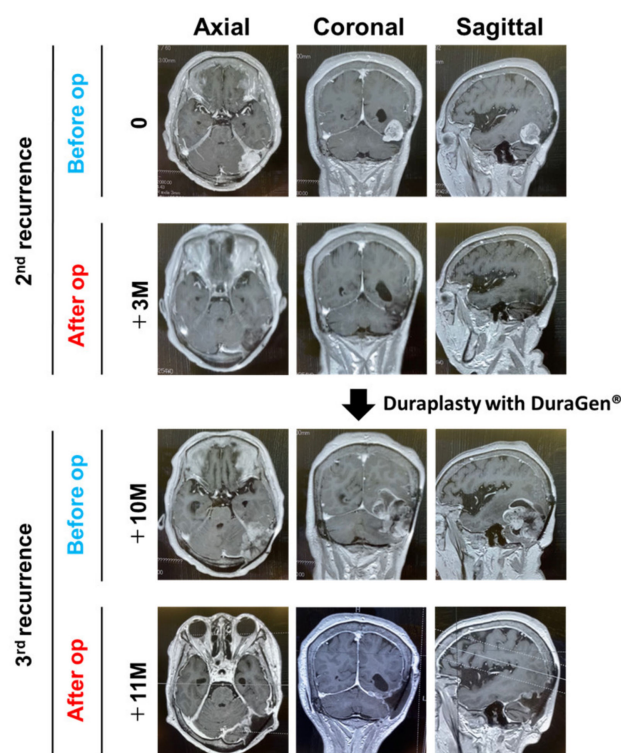 Axial Coronal Sagittal
2nd recurrence
Before op
0
After op
+3M
Duraplasty with DuraGen®
3rd recurrence
Before op
+10M
After op
+11M
H
L